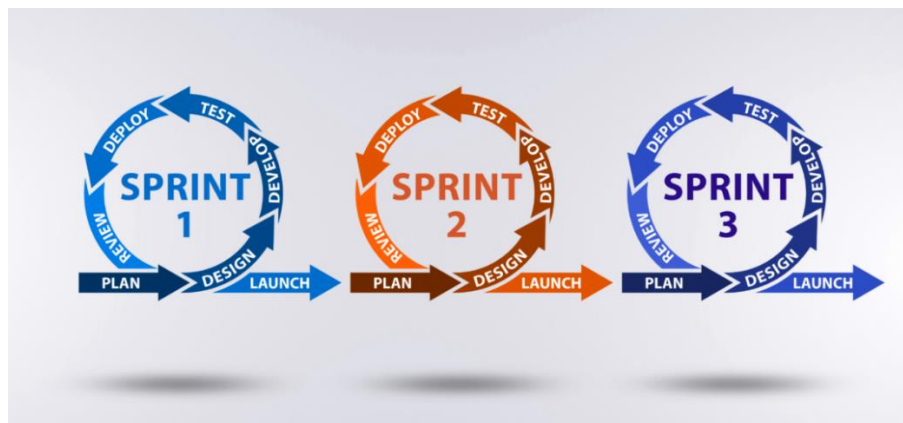 SPRINT
1
PLAN
DESIGN
DEVELOP
TEST
DEPLOY
REVIEW
LAUNCH
SPRINT
2
PLAN
DESIGN
DEVELOP
TEST
DEPLOY
REVIEW
LAUNCH
SPRINT
3
PLAN
DESIGN
DEVELOP
TEST
DEPLOY
REVIEW
LAUNCH